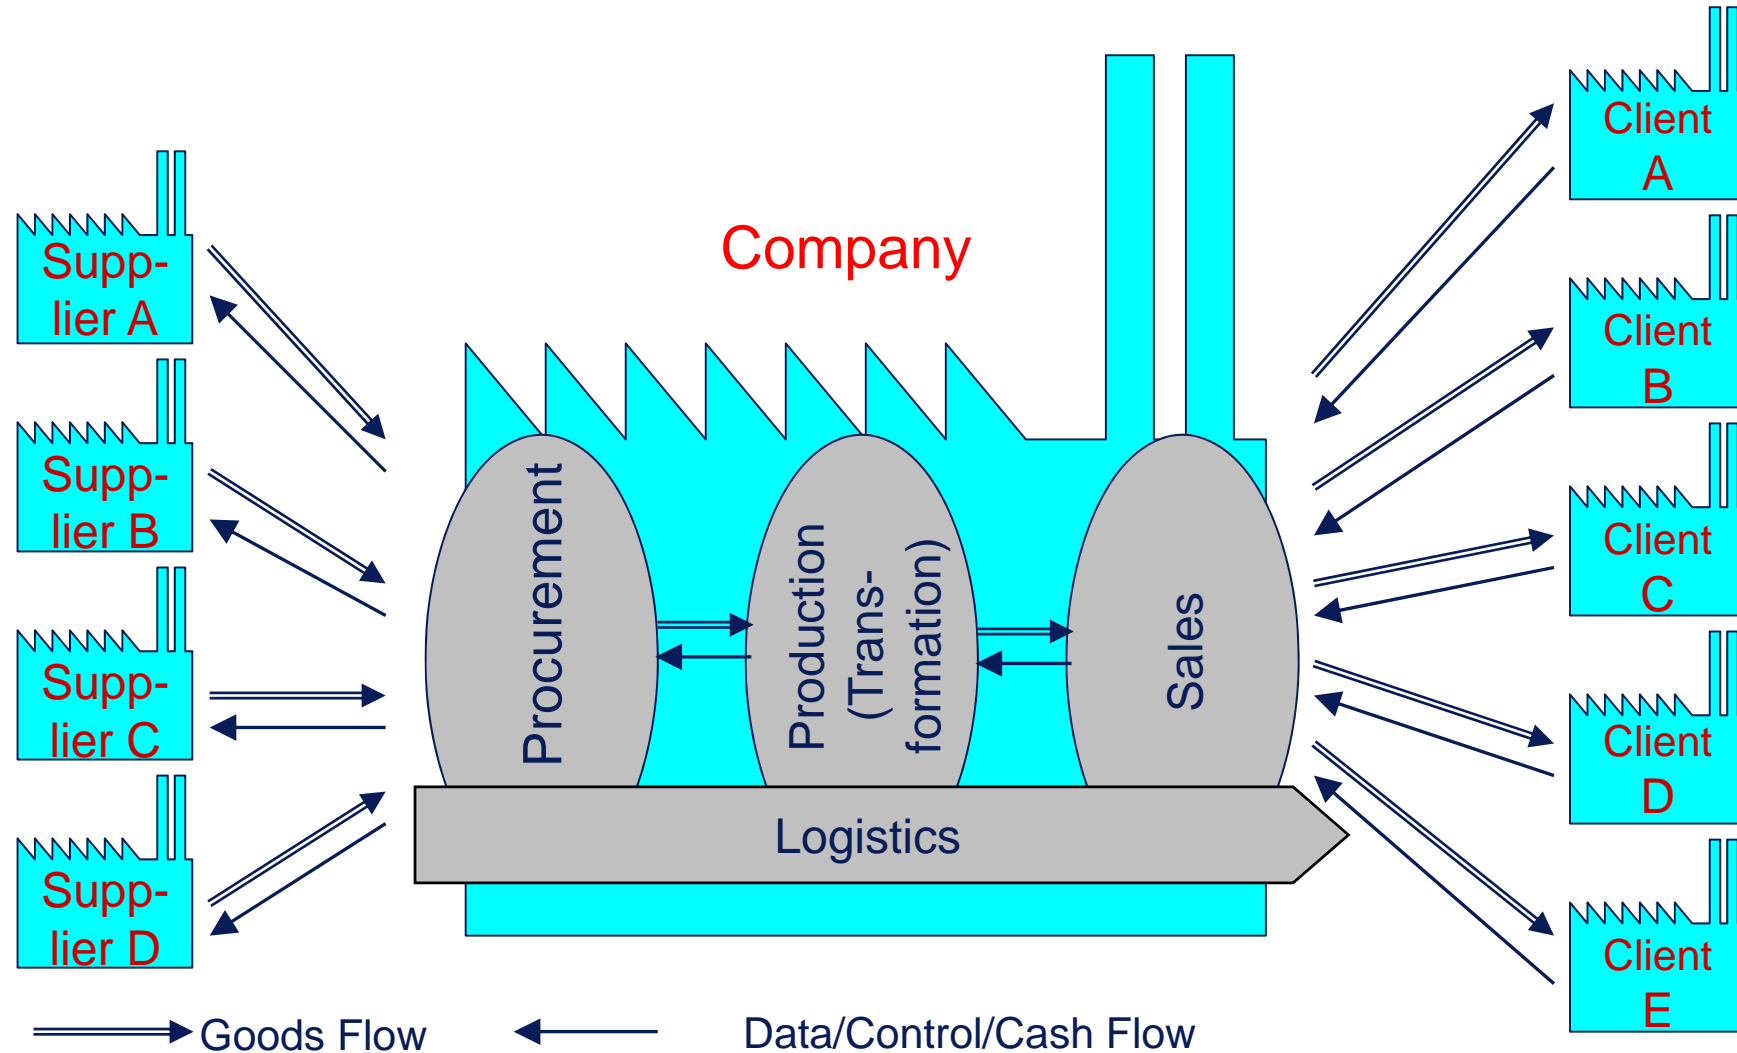 Company
Supp-
lier A
Supp-
lier B
Supp-
lier C
Supp-
lier D
Procurement
Production
(Trans-
formation)
Sales
Logistics
Client
A
Client
B
Client
C
Client
D
Client
E
Goods Flow
Data/Control/Cash Flow